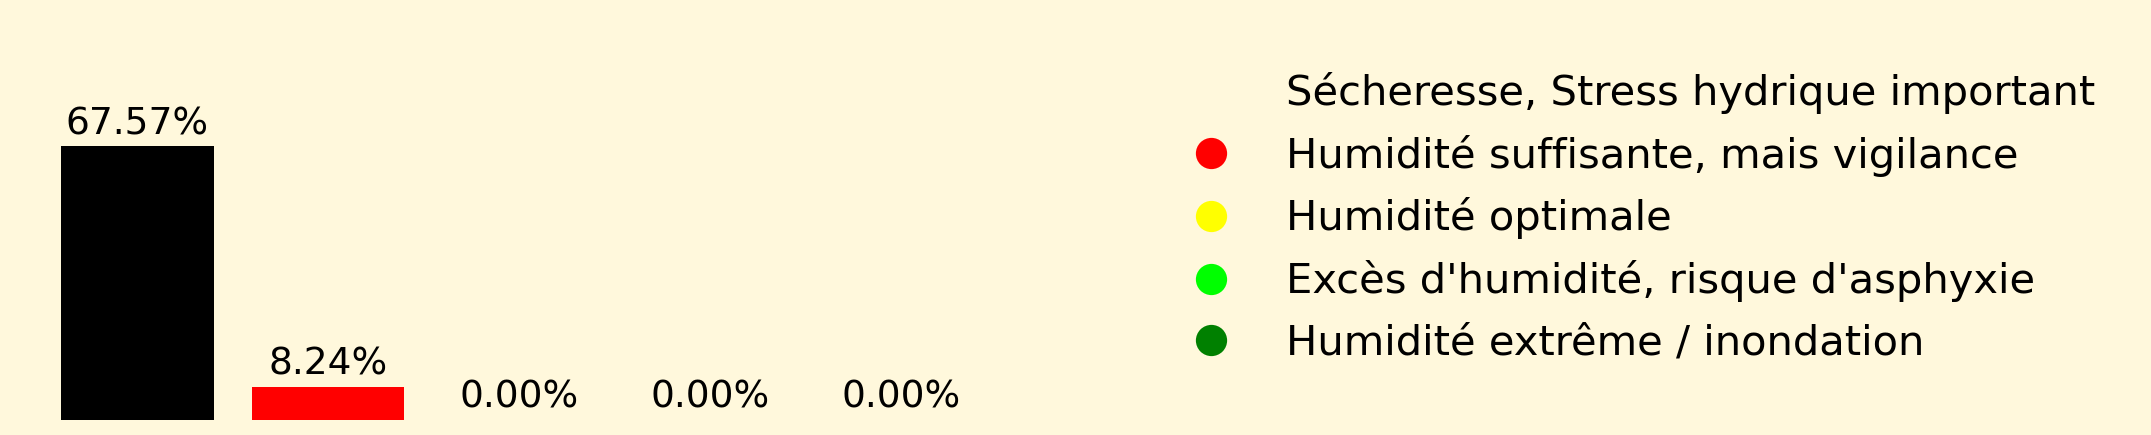 67.57%
8.24%
0.00%
0.00%
0.00%
Sécheresse, Stress hydrique important
Humidité suffisante, mais vigilance
Humidité optimale
Excès d'humidité, risque d'asphyxie
Humidité extrême / inondation